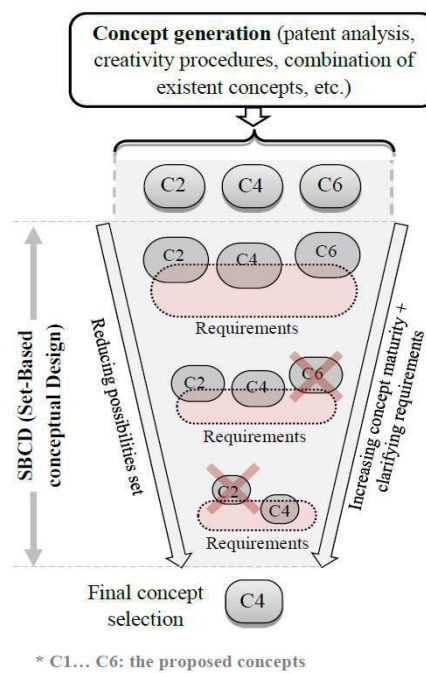 Concept generation (patent analysis,
creativity procedures, combination of
existent concepts, etc.)
C2 C4 C6
C2 C4 C6
Requirements
C2 C4 C6
Requirements
C2 C4
Requirements
SBCD (Set-Based
conceptual Design)
Reducing possibilities set
Increasing concept maturity +
clarifying requirements
Final concept
selection
C4
* C1… C6: the proposed concepts